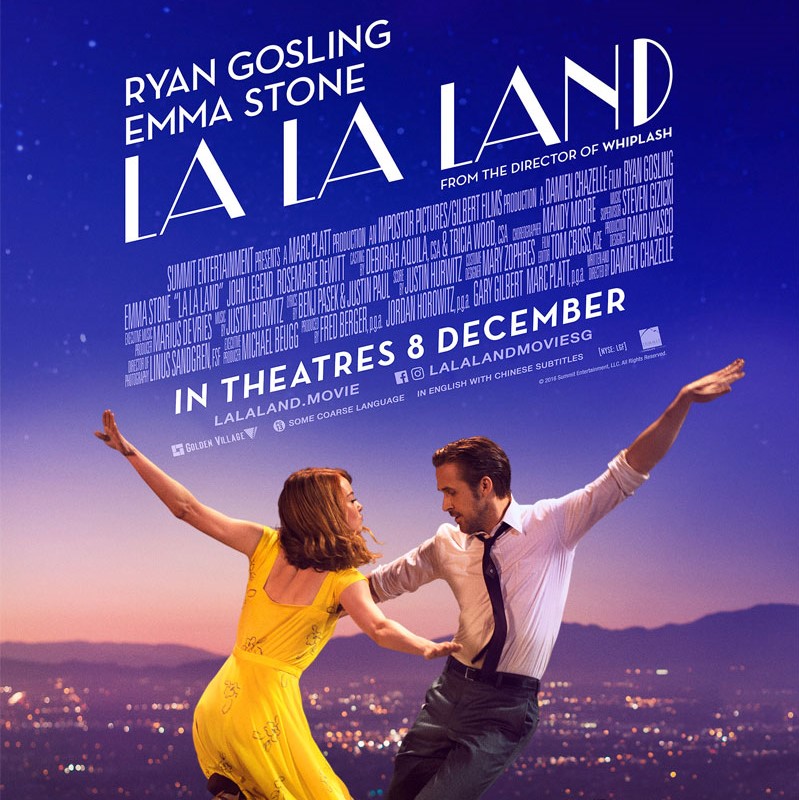 RYAN GOSLING
EMMA STONE
LA LA LAND
FROM THE DIRECTOR OF WHIPLASH
SUMMIT ENTERTAINMENT PRESENTS A MARC PLATT PRODUCTION AN IMPOSTOR PICTURES/GILBERT FILMS PRODUCTION A DAMIEN CHAZELLE FILM RYAN GOSLING
EMMA STONE "LA LA LAND" JOHN LEGEND ROSEMARIE DEWITT CASTING BY DEBORAH AQUILA, CSA & TRICIA WOOD, CSA CHOREOGRAPHER MANDY MOORE MUSIC SUPERVISOR STEVEN GIZICKI
EXECUTIVE MUSIC PRODUCER MARIUS DE VRIES MUSIC BY JUSTIN HURWITZ LYRICS BY BENJ PASEK & JUSTIN PAUL SCORE BY JUSTIN HURWITZ COSTUME DESIGNER MARY ZOPHRES FILM EDITOR TOM CROSS, ACE PRODUCTION DESIGNER DAVID WASCO
DIRECTOR OF PHOTOGRAPHY LINUS SANDGREN, FSF EXECUTIVE PRODUCER MICHAEL BEUGG PRODUCED BY FRED BERGER, p.g.a. JORDAN HOROWITZ, p.g.a. GARY GILBERT MARC PLATT, p.g.a. WRITTEN AND DIRECTED BY DAMIEN CHAZELLE
IN THEATRES 8 DECEMBER
LALALAND.MOVIE LALALANDMOVIESG [NYSE: LGF]
GOLDEN VILLAGE SOME COARSE LANGUAGE IN ENGLISH WITH CHINESE SUBTITLES © 2016 Summit Entertainment, LLC. All Rights Reserved.